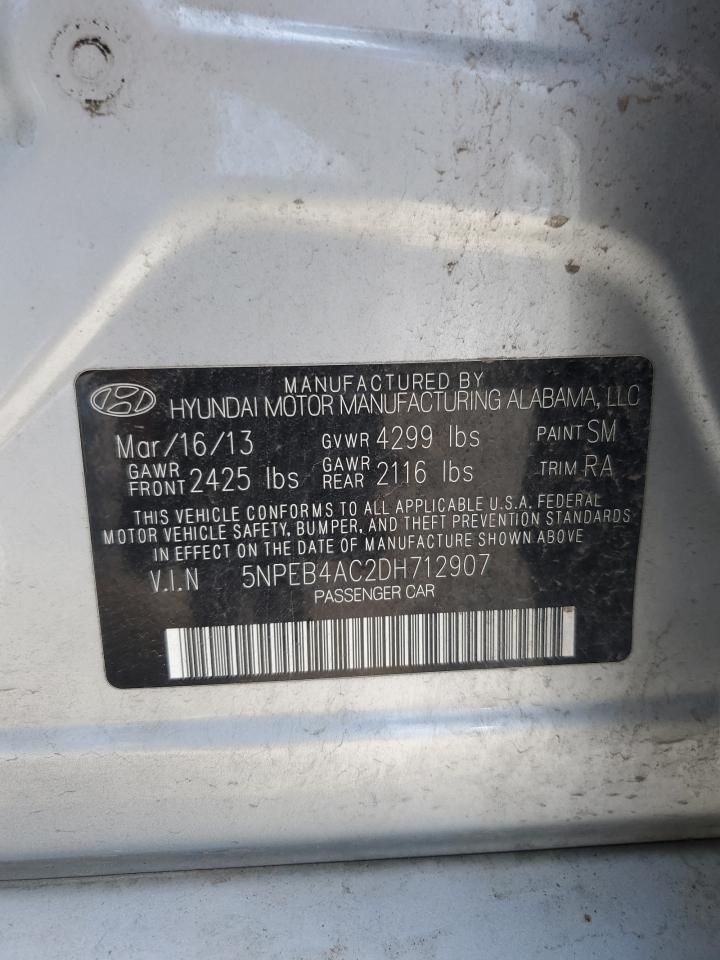 MANUFACTURED BY
HYUNDAI MOTOR MANUFACTURING ALABAMA, LLC
Mar/16/13 GVWR 4299 lbs PAINT SM
GAWR FRONT 2425 lbs GAWR REAR 2116 lbs TRIM RA
THIS VEHICLE CONFORMS TO ALL APPLICABLE U.S.A. FEDERAL
MOTOR VEHICLE SAFETY, BUMPER, AND THEFT PREVENTION STANDARDS
IN EFFECT ON THE DATE OF MANUFACTURE SHOWN ABOVE
V.I.N 5NPEB4AC2DH712907
PASSENGER CAR